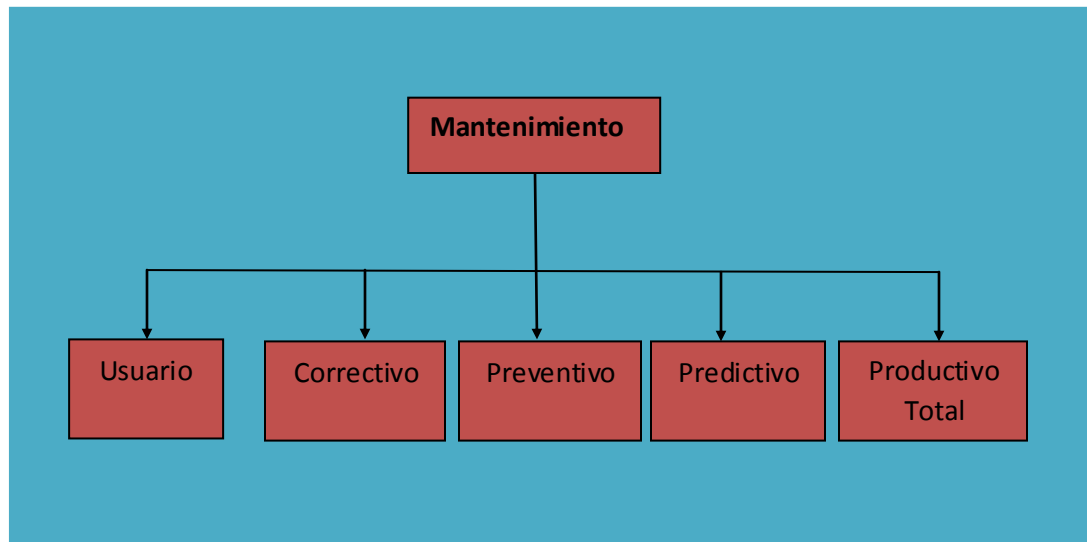 Mantenimiento
Usuario
Correctivo
Preventivo
Predictivo
Productivo
Total